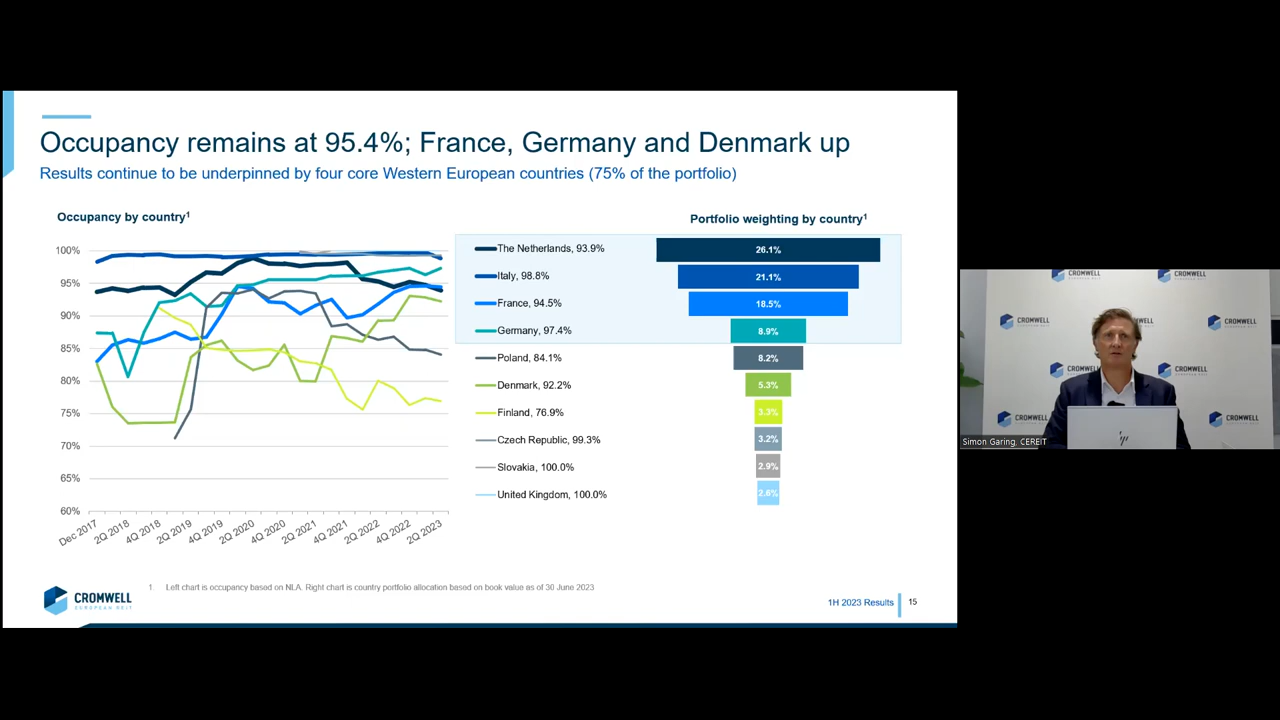 Occupancy remains at 95.4%; France, Germany and Denmark up
Results continue to be underpinned by four core Western European countries (75% of the portfolio)
Occupancy by country1
100%
95%
90%
85%
80%
75%
70%
65%
60%
Dec 2017
2Q 2018
4Q 2018
2Q 2019
4Q 2019
2Q 2020
4Q 2020
2Q 2021
4Q 2021
2Q 2022
4Q 2022
2Q 2023
The Netherlands, 93.9%
Italy, 98.8%
France, 94.5%
Germany, 97.4%
Poland, 84.1%
Denmark, 92.2%
Finland, 76.9%
Czech Republic, 99.3%
Slovakia, 100.0%
United Kingdom, 100.0%
Portfolio weighting by country1
26.1%
21.1%
18.5%
8.9%
8.2%
5.3%
3.3%
3.2%
2.9%
2.6%
1. Left chart is occupancy based on NLA. Right chart is country portfolio allocation based on book value as of 30 June 2023
CROMWELL
EUROPEAN REIT
1H 2023 Results
15
CROMWELL
CROMWELL
CROMWELL
CROMWELL
CROMWELL
CROMWELL
hp
Simon Garing, CEREIT